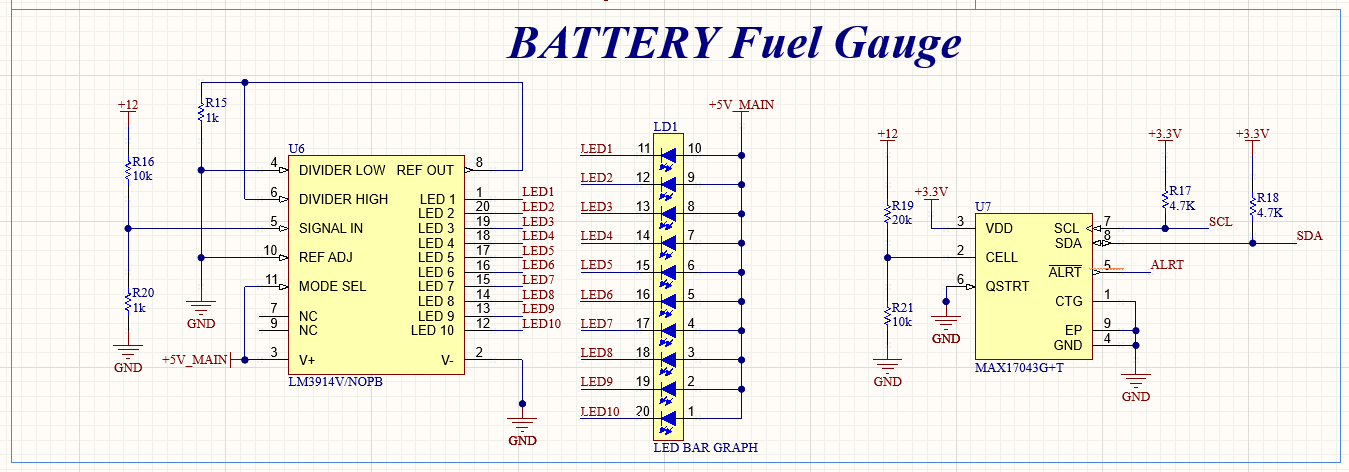 BATTERY Fuel Gauge
+12
R16
10k
R20
1k
GND
R15
1k
GND
U6
4 DIVIDER LOW REF OUT 8
6 DIVIDER HIGH LED 1 1 LED1
LED 2 20 LED2
5 SIGNAL IN LED 3 19 LED3
LED 4 18 LED4
10 REF ADJ LED 5 17 LED5
LED 6 16 LED6
11 MODE SEL LED 7 15 LED7
LED 8 14 LED8
7 NC LED 9 13 LED9
9 NC LED 10 12 LED10
+5V_MAIN 3 V+ V- 2
LM3914V/NOPB
GND
+5V_MAIN
LD1
LED1 11 10
LED2 12 9
LED3 13 8
LED4 14 7
LED5 15 6
LED6 16 5
LED7 17 4
LED8 18 3
LED9 19 2
LED10 20 1
LED BAR GRAPH
+12
R19
20k
R21
10k
GND
+3.3V
GND
U7
3 VDD SCL 7 SCL
SDA 8 SDA
2 CELL
ALRT 5 ALRT
6 QSTRT
CTG 1
EP 9
GND 4
MAX17043G+T
GND
+3.3V
R17
4.7K
+3.3V
R18
4.7K